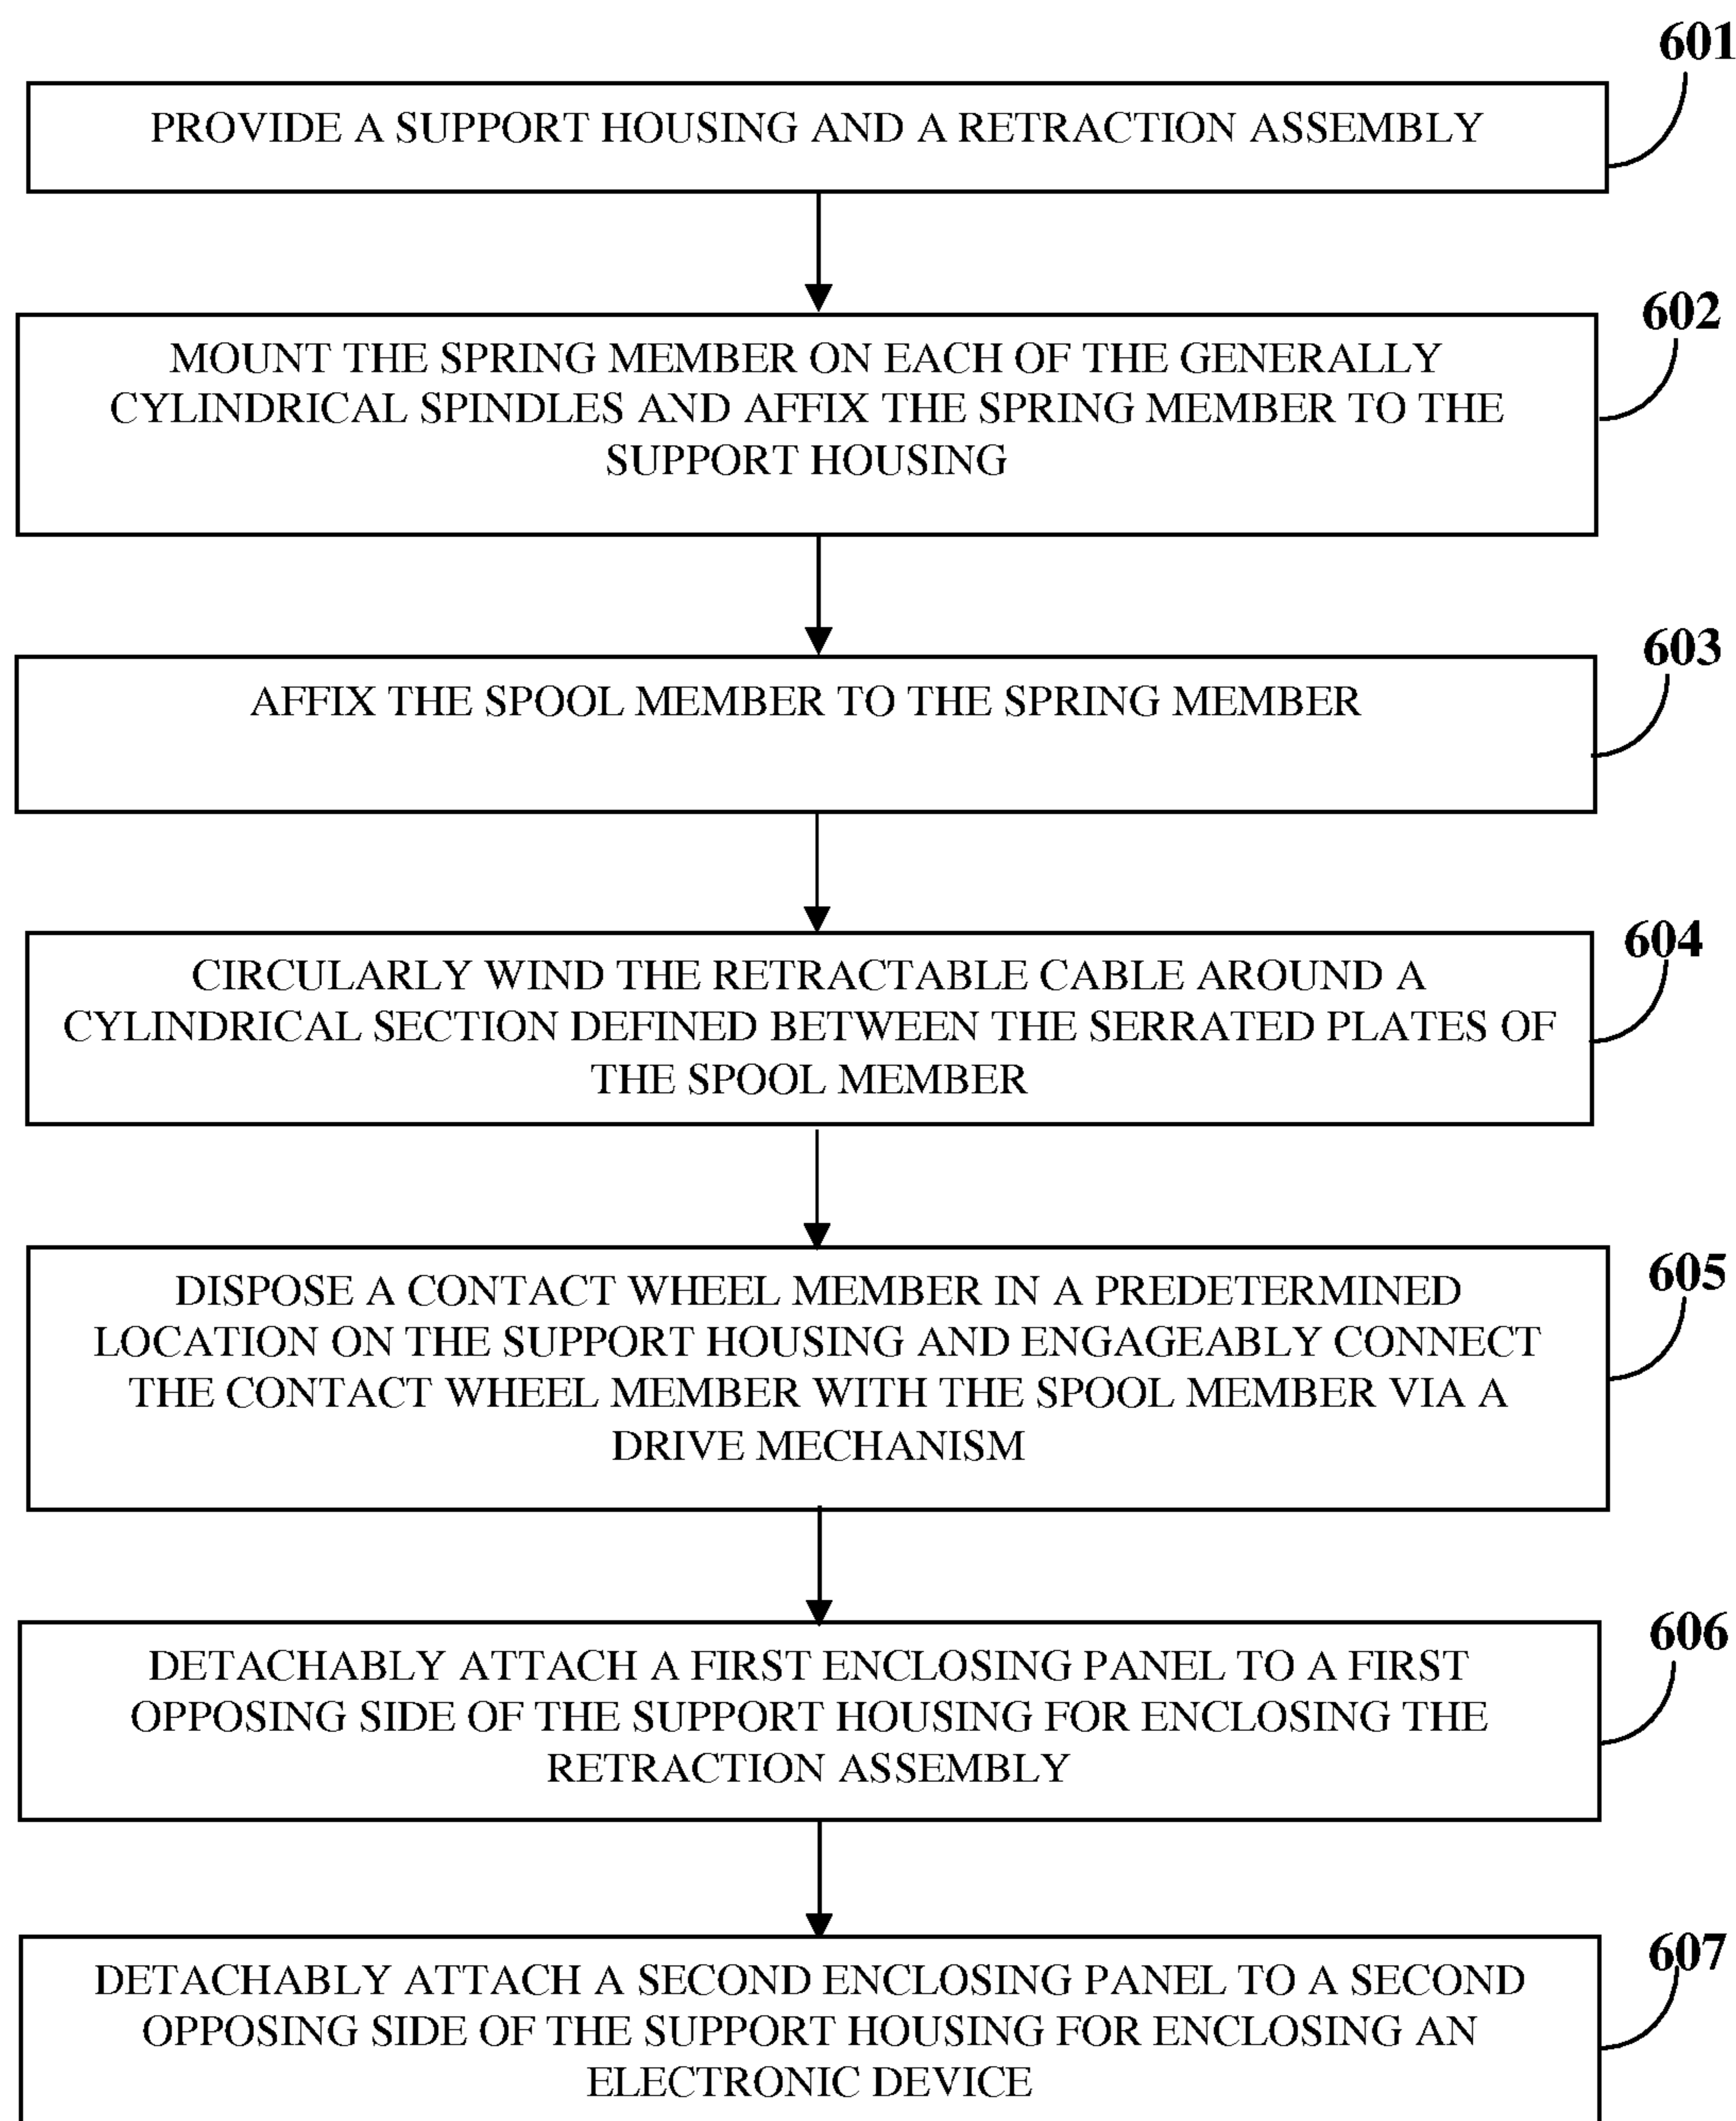 601
PROVIDE A SUPPORT HOUSING AND A RETRACTION ASSEMBLY
602
MOUNT THE SPRING MEMBER ON EACH OF THE GENERALLY
CYLINDRICAL SPINDLES AND AFFIX THE SPRING MEMBER TO THE
SUPPORT HOUSING
603
AFFIX THE SPOOL MEMBER TO THE SPRING MEMBER
604
CIRCULARLY WIND THE RETRACTABLE CABLE AROUND A
CYLINDRICAL SECTION DEFINED BETWEEN THE SERRATED PLATES OF
THE SPOOL MEMBER
605
DISPOSE A CONTACT WHEEL MEMBER IN A PREDETERMINED
LOCATION ON THE SUPPORT HOUSING AND ENGAGEABLY CONNECT
THE CONTACT WHEEL MEMBER WITH THE SPOOL MEMBER VIA A
DRIVE MECHANISM
606
DETACHABLY ATTACH A FIRST ENCLOSING PANEL TO A FIRST
OPPOSING SIDE OF THE SUPPORT HOUSING FOR ENCLOSING THE
RETRACTION ASSEMBLY
607
DETACHABLY ATTACH A SECOND ENCLOSING PANEL TO A SECOND
OPPOSING SIDE OF THE SUPPORT HOUSING FOR ENCLOSING AN
ELECTRONIC DEVICE